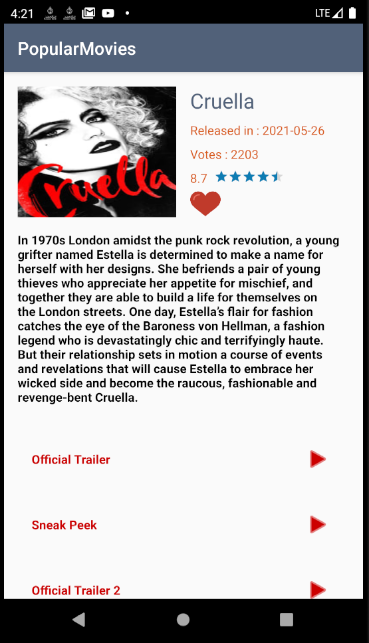 4:21
LTE
PopularMovies
Cruella
Cruella
Released in : 2021-05-26
Votes : 2203
8.7
In 1970s London amidst the punk rock revolution, a young
grifter named Estella is determined to make a name for
herself with her designs. She befriends a pair of young
thieves who appreciate her appetite for mischief, and
together they are able to build a life for themselves on
the London streets. One day, Estella's flair for fashion
catches the eye of the Baroness von Hellman, a fashion
legend who is devastatingly chic and terrifyingly haute.
But their relationship sets in motion a course of events
and revelations that will cause Estella to embrace her
wicked side and become the raucous, fashionable and
revenge-bent Cruella.
Official Trailer
Sneak Peek
Official Trailer 2